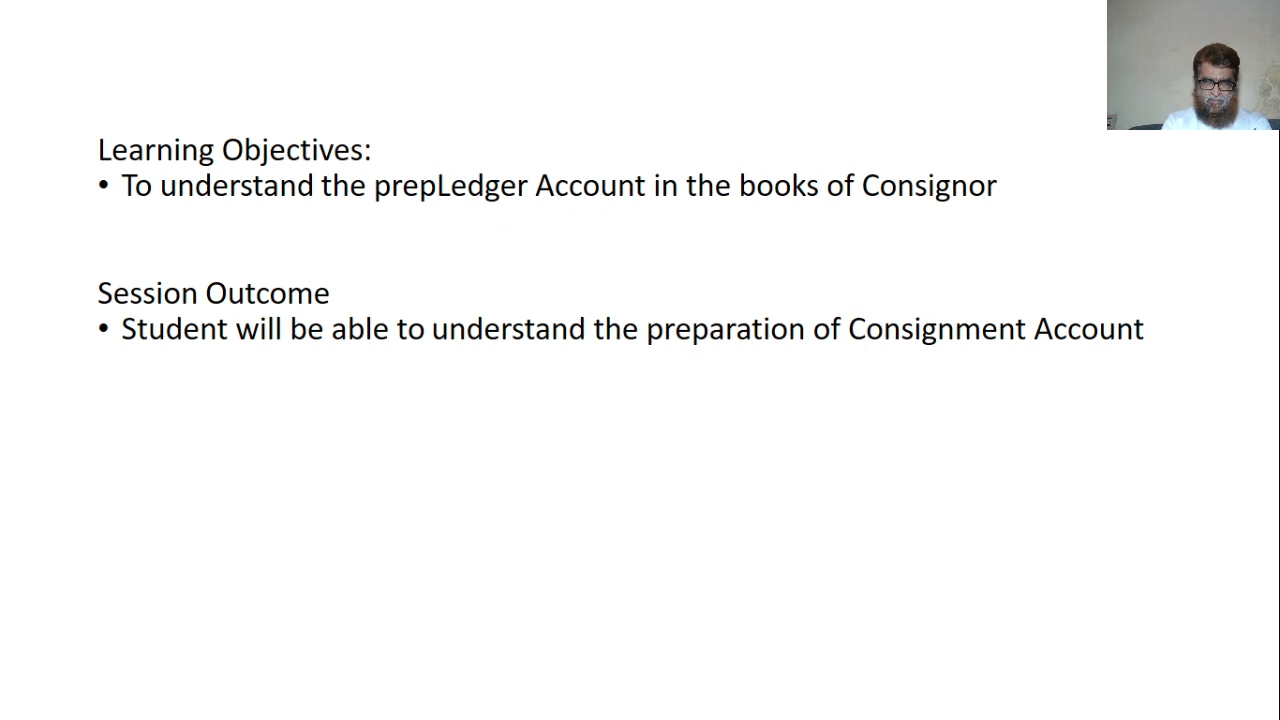 Learning Objectives:
• To understand the prepLedger Account in the books of Consignor
Session Outcome
• Student will be able to understand the preparation of Consignment Account